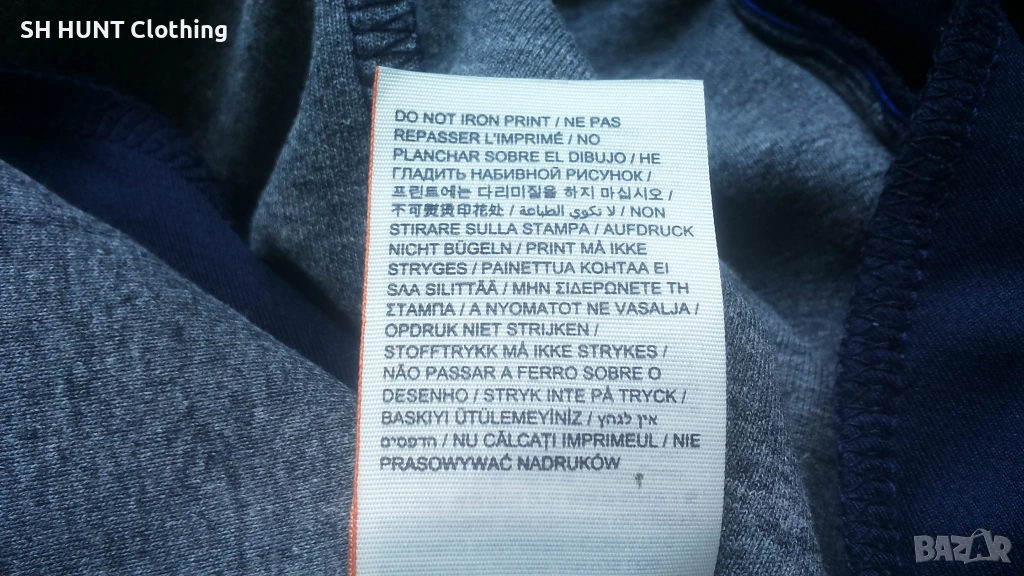 SH HUNT Clothing
DO NOT IRON PRINT / NE PAS
REPASSER L'IMPRIMÉ / NO
PLANCHAR SOBRE EL DIBUJO / НЕ
ГЛАДИТЬ НАБИВНОЙ РИСУНОК /
프린트에는 다리미질을 하지 마십시오 /
不可熨烫印花处 / لا تكوي الطباعة / NON
STIRARE SULLA STAMPA / AUFDRUCK
NICHT BÜGELN / PRINT MÅ IKKE
STRYGES / PAINETTUA KOHTAA EI
SAA SILITTÄÄ / ΜΗΝ ΣΙΔΕΡΩΝΕΤΕ ΤΗ
ΣΤΑΜΠΑ / A NYOMATOT NE VASALJA /
OPDRUK NIET STRIJKEN /
STOFFTRYKK MÅ IKKE STRYKES /
NÃO PASSAR A FERRO SOBRE O
DESENHO / STRYK INTE PÅ TRYCK /
BASKIYI ÜTÜLEMEYİNİZ / אין לגהץ
הדפסים / NU CĂLCAȚI IMPRIMEUL / NIE
PRASOWYWAĆ NADRUKÓW
BAZAR